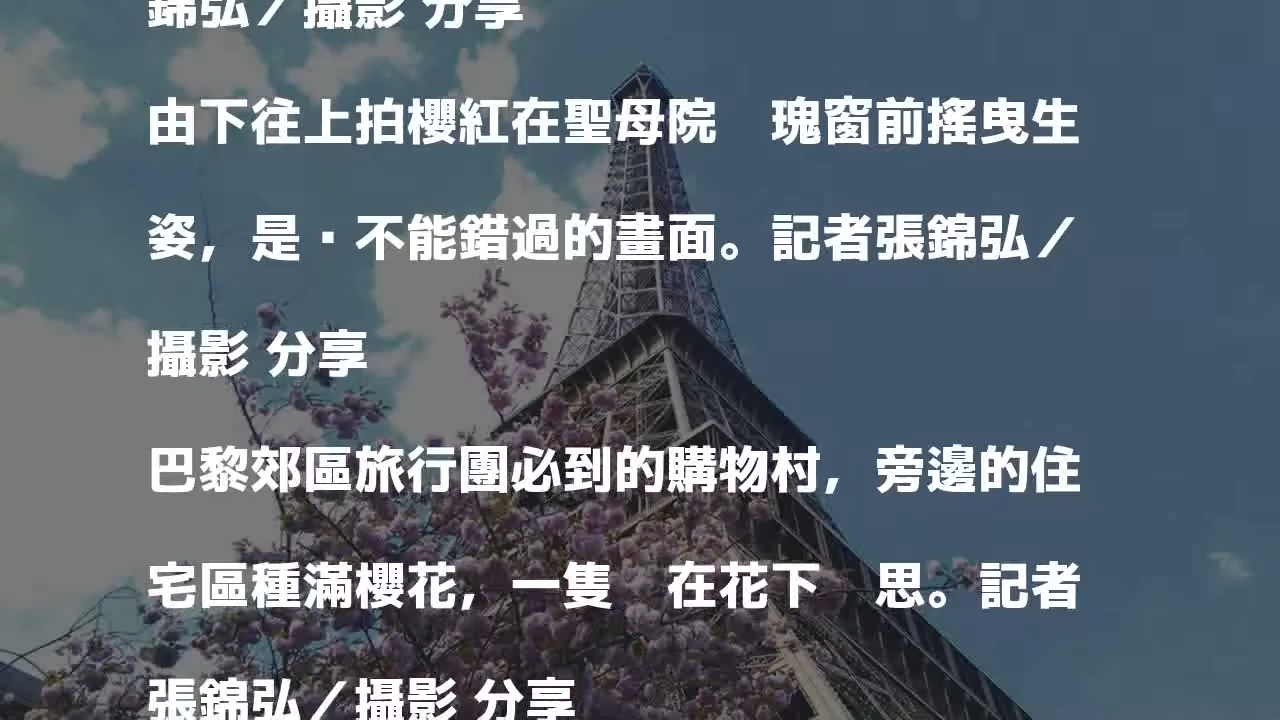 錦弘／攝影 分享
由下往上拍櫻紅在聖母院　瑰窗前搖曳生
姿，是▪不能錯過的畫面。記者張錦弘／
攝影 分享
巴黎郊區旅行團必到的購物村，旁邊的住
宅區種滿櫻花，一隻　在花下　思。記者
張錦弘／攝影 分享